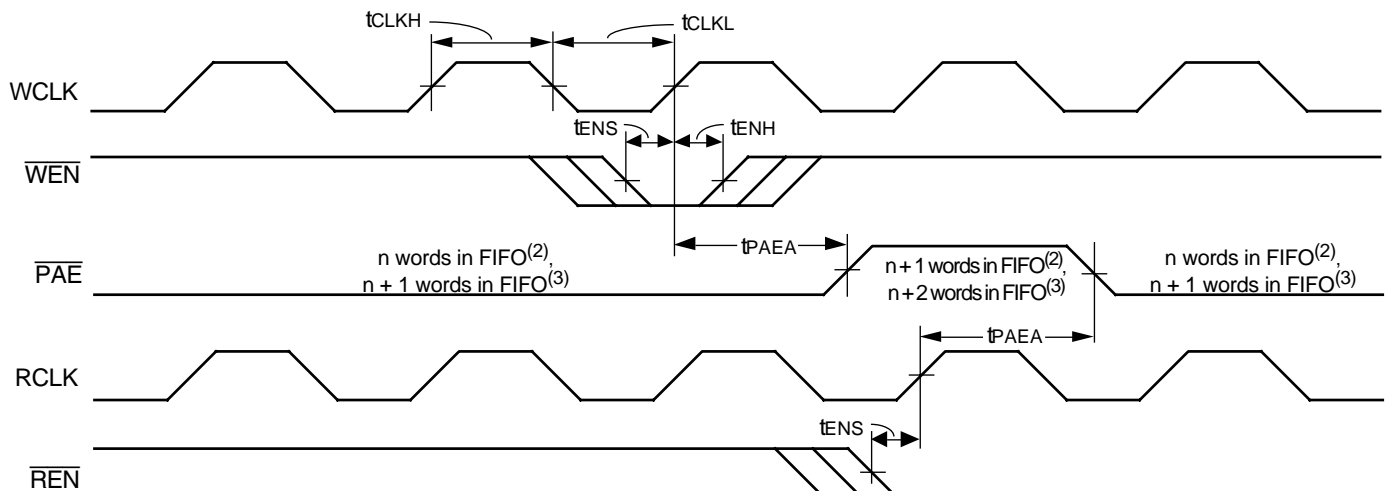 tCLKH
tCLKL
WCLK
tENS
tENH
WEN
tPAEA
PAE
n words in FIFO(2),
n + 1 words in FIFO(3)
n + 1 words in FIFO(2),
n + 2 words in FIFO(3)
n words in FIFO(2),
n + 1 words in FIFO(3)
tPAEA
RCLK
tENS
REN